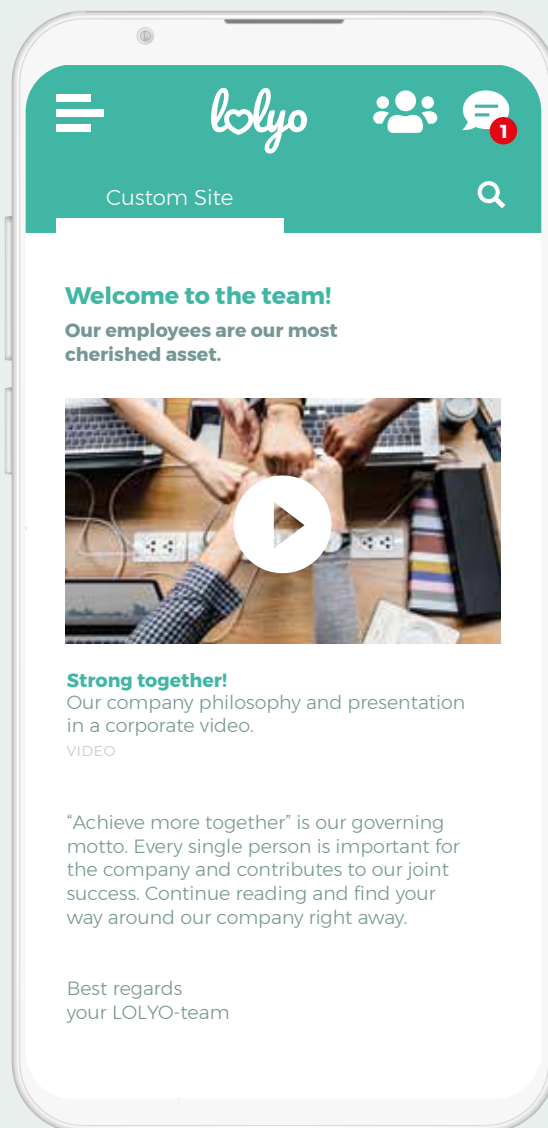 lolyo
1
Custom Site
Welcome to the team!
Our employees are our most
cherished asset.
Strong together!
Our company philosophy and presentation
in a corporate video.
VIDEO
“Achieve more together” is our governing
motto. Every single person is important for
the company and contributes to our joint
success. Continue reading and find your
way around our company right away.
Best regards
your LOLYO-team